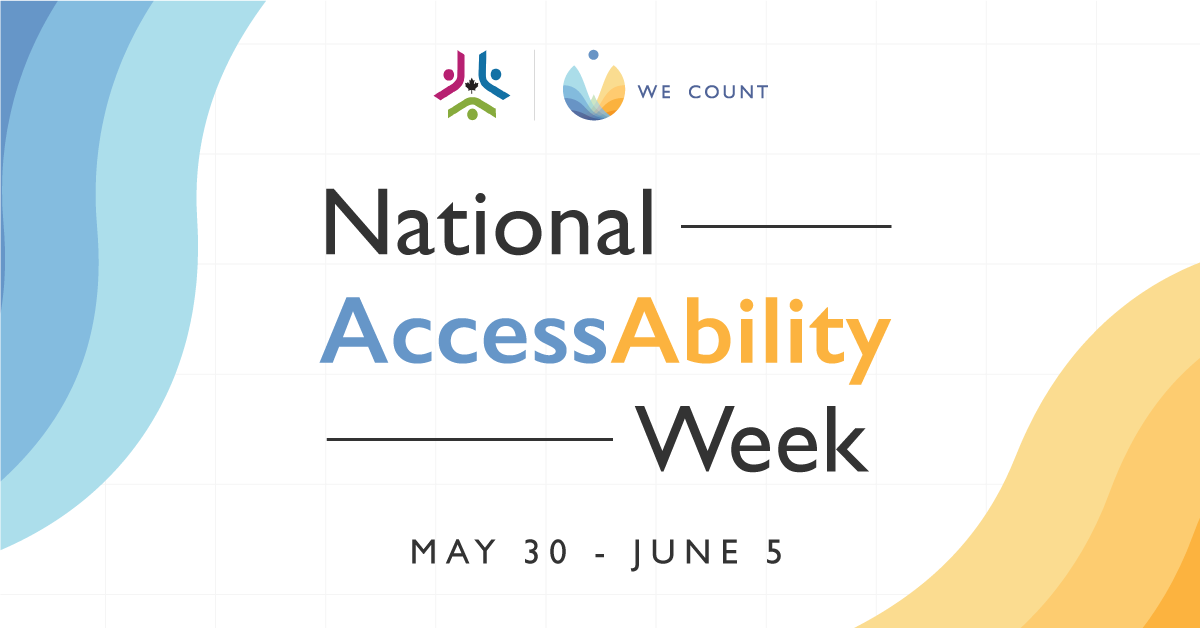 WE COUNT
National
AccessAbility
Week
MAY 30 - JUNE 5